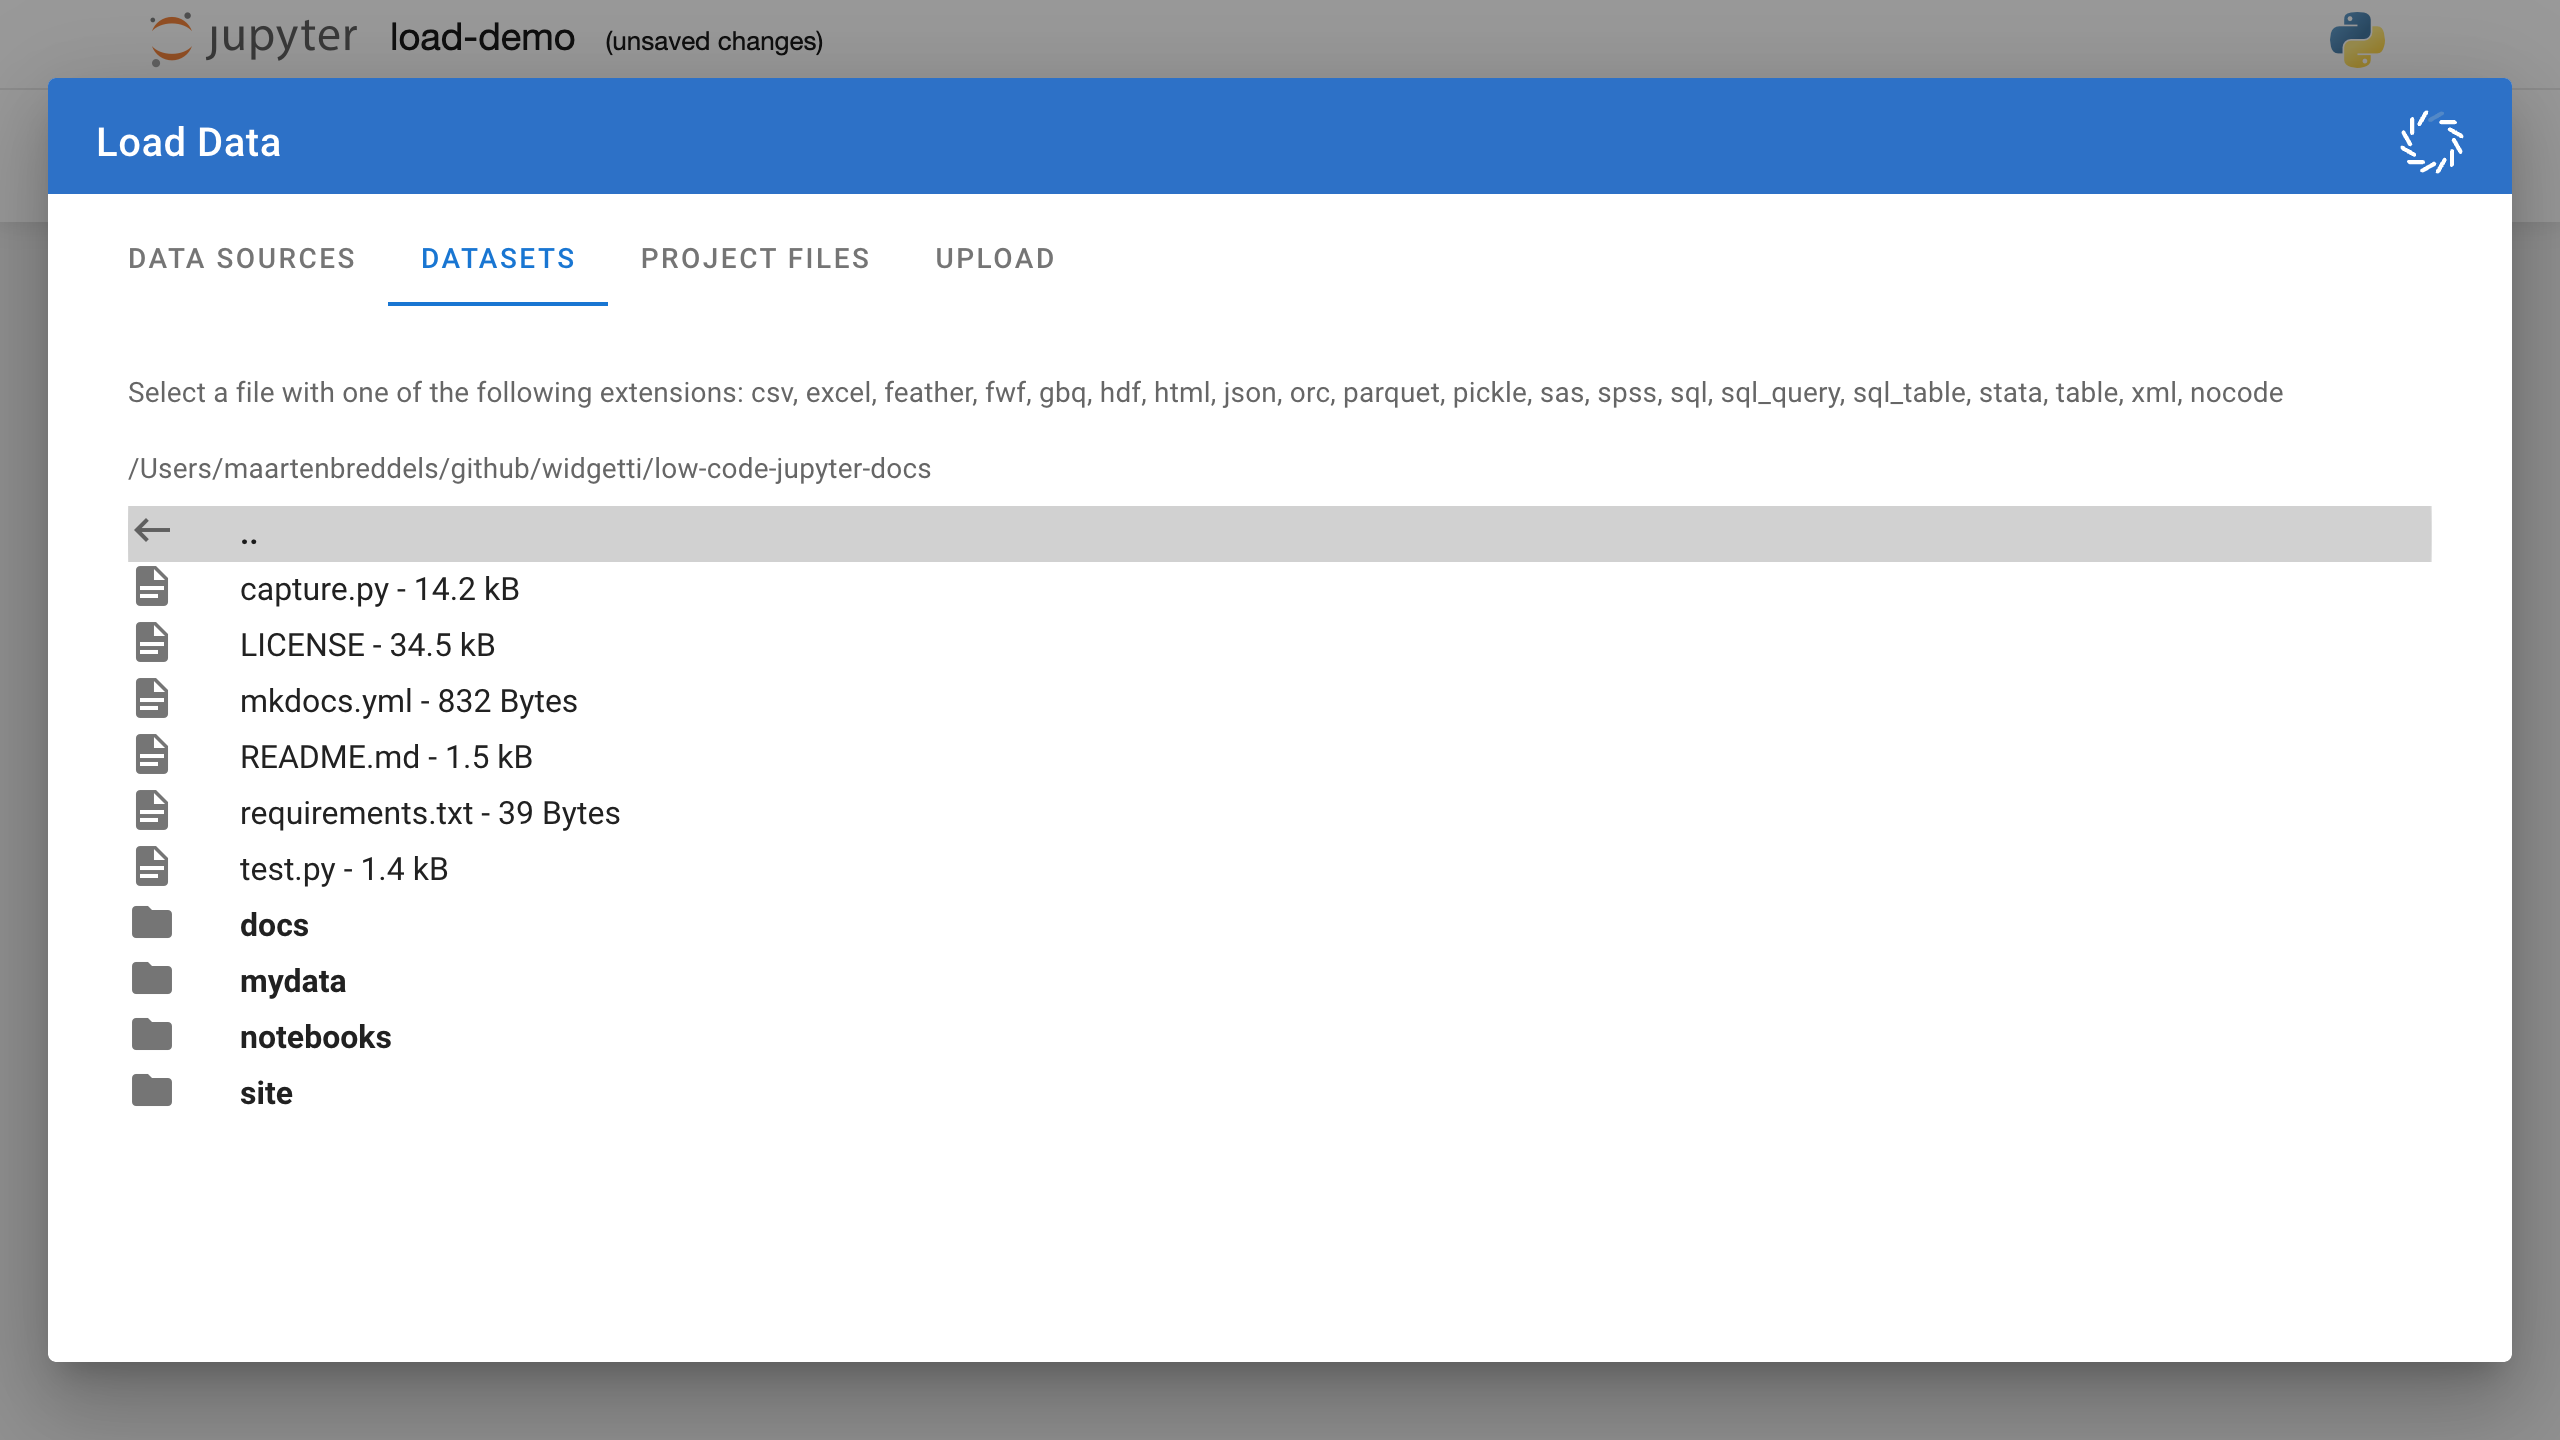 jupyter load-demo (unsaved changes)
Load Data
DATA SOURCES DATASETS PROJECT FILES UPLOAD
Select a file with one of the following extensions: csv, excel, feather, fwf, gbq, hdf, html, json, orc, parquet, pickle, sas, spss, sql, sql_query, sql_table, stata, table, xml, nocode
/Users/maartenbreddels/github/widgetti/low-code-jupyter-docs
..
capture.py - 14.2 kB
LICENSE - 34.5 kB
mkdocs.yml - 832 Bytes
README.md - 1.5 kB
requirements.txt - 39 Bytes
test.py - 1.4 kB
docs
mydata
notebooks
site